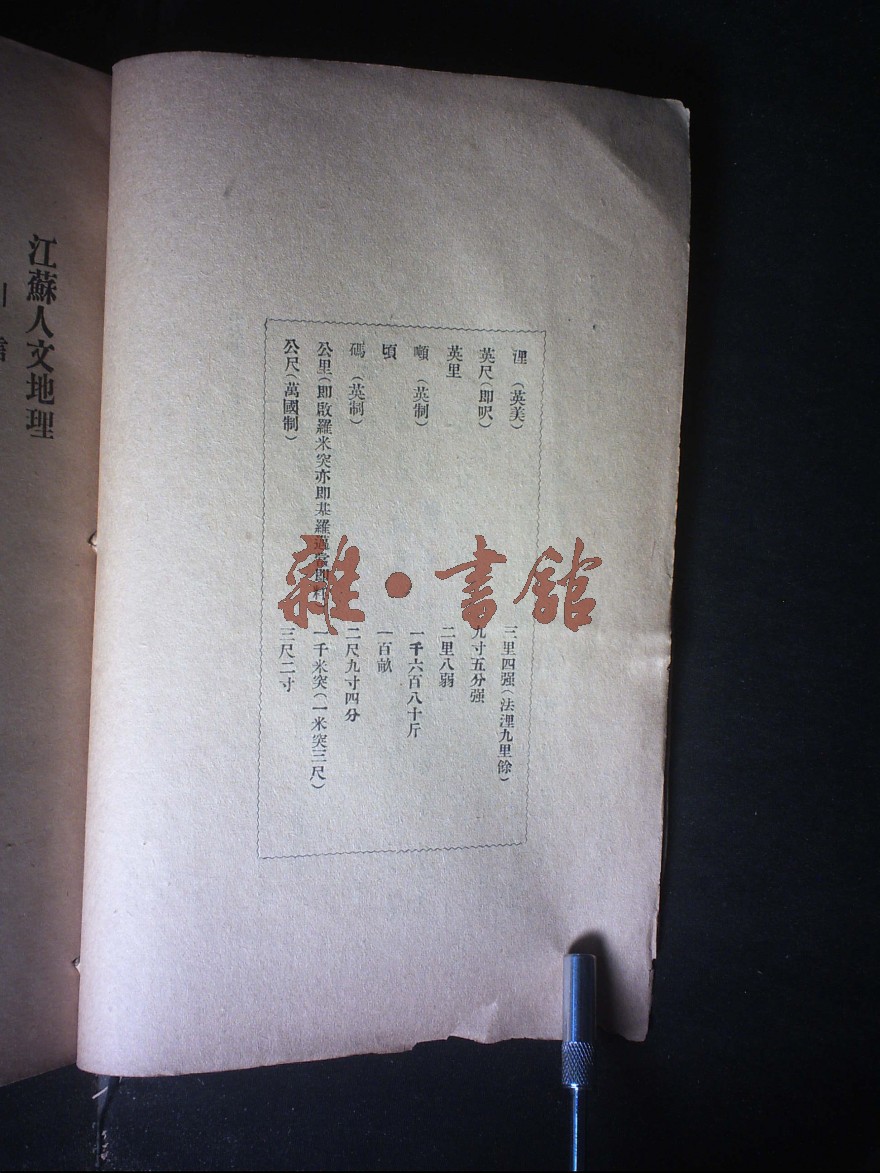 浬　(英美)　三里四强(法浬九里餘)
英尺(即呎)　九寸五分强
英里　二里八弱
噸　(英制)　一千六百八十斤
頃　一百畝
碼　(英制)　二尺九寸四分
公里(即啟羅米突亦即基羅　一千米突(一米突三尺)
公尺(萬國制)　三尺二寸
江蘇人文地理
雜·書館